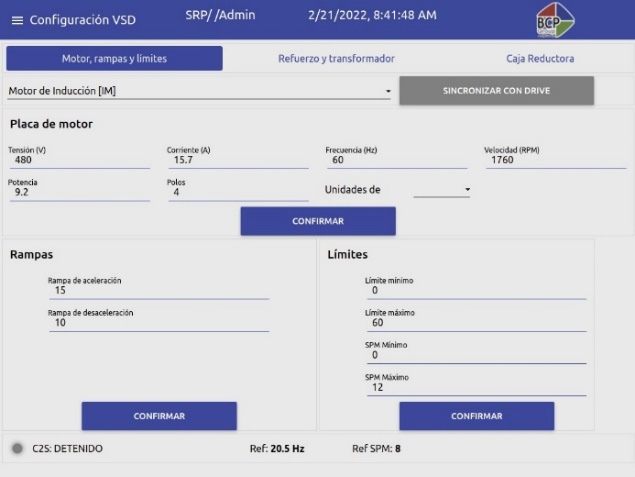 Configuración VSD SRP/ /Admin 2/21/2022, 8:41:48 AM BCP
Motor, rampas y límites Refuerzo y transformador Caja Reductora
Motor de Inducción [IM] SINCRONIZAR CON DRIVE
Placa de motor
Tensión (V) Corriente (A) Frecuencia (Hz) Velocidad (RPM)
480 15.7 60 1760
Potencia Polos
9.2 4 Unidades de
CONFIRMAR
Rampas
Rampa de aceleración
15
Rampa de desaceleración
10
CONFIRMAR
Límites
Límite mínimo
0
Límite máximo
60
SPM Mínimo
0
SPM Máximo
12
CONFIRMAR
C2S: DETENIDO Ref: 20.5 Hz Ref SPM: 8